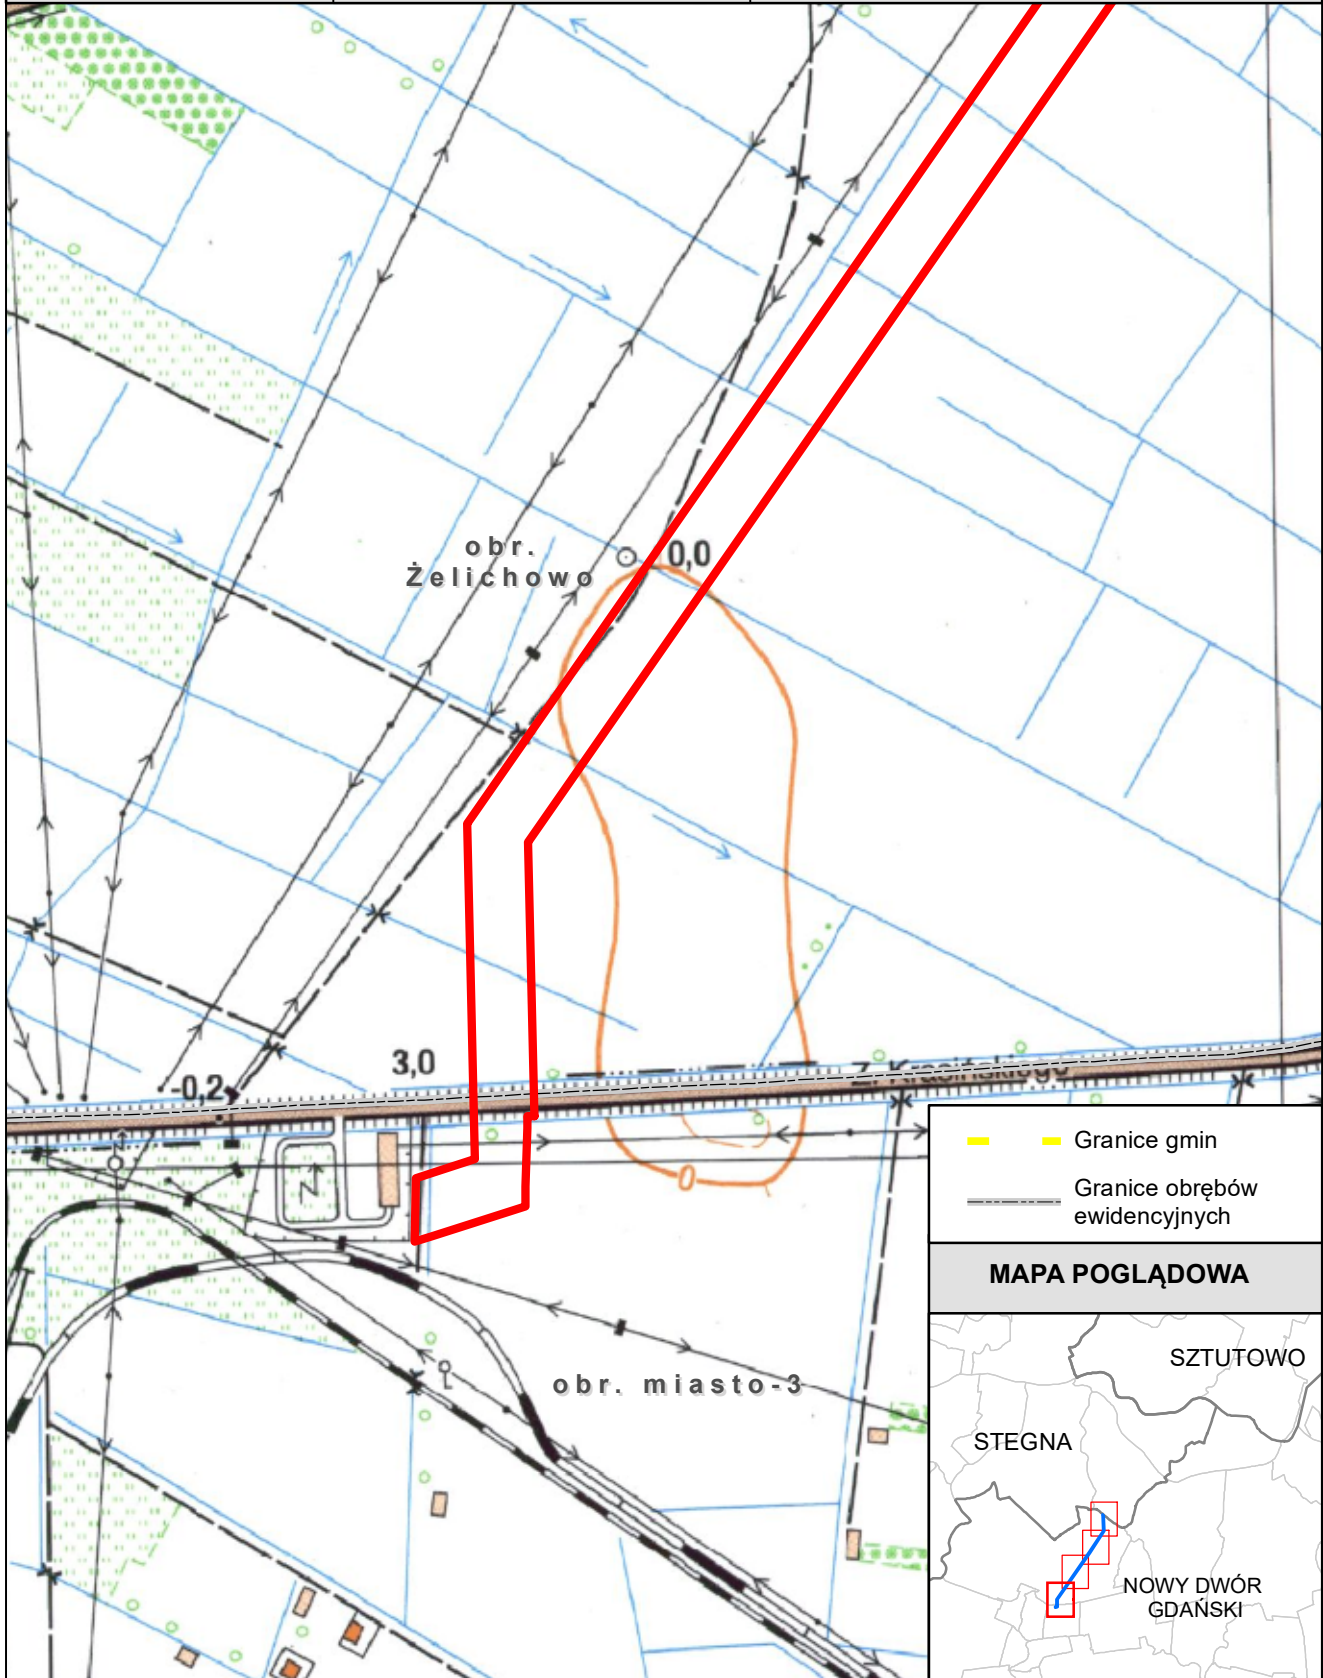 obr.
Żelichowo
0,0
3,0
-0,2
Z. Krasińskiego
0
obr. miasto-3
Granice gmin
Granice obrębów
ewidencyjnych
MAPA POGLĄDOWA
SZTUTOWO
STEGNA
NOWY DWÓR
GDAŃSKI